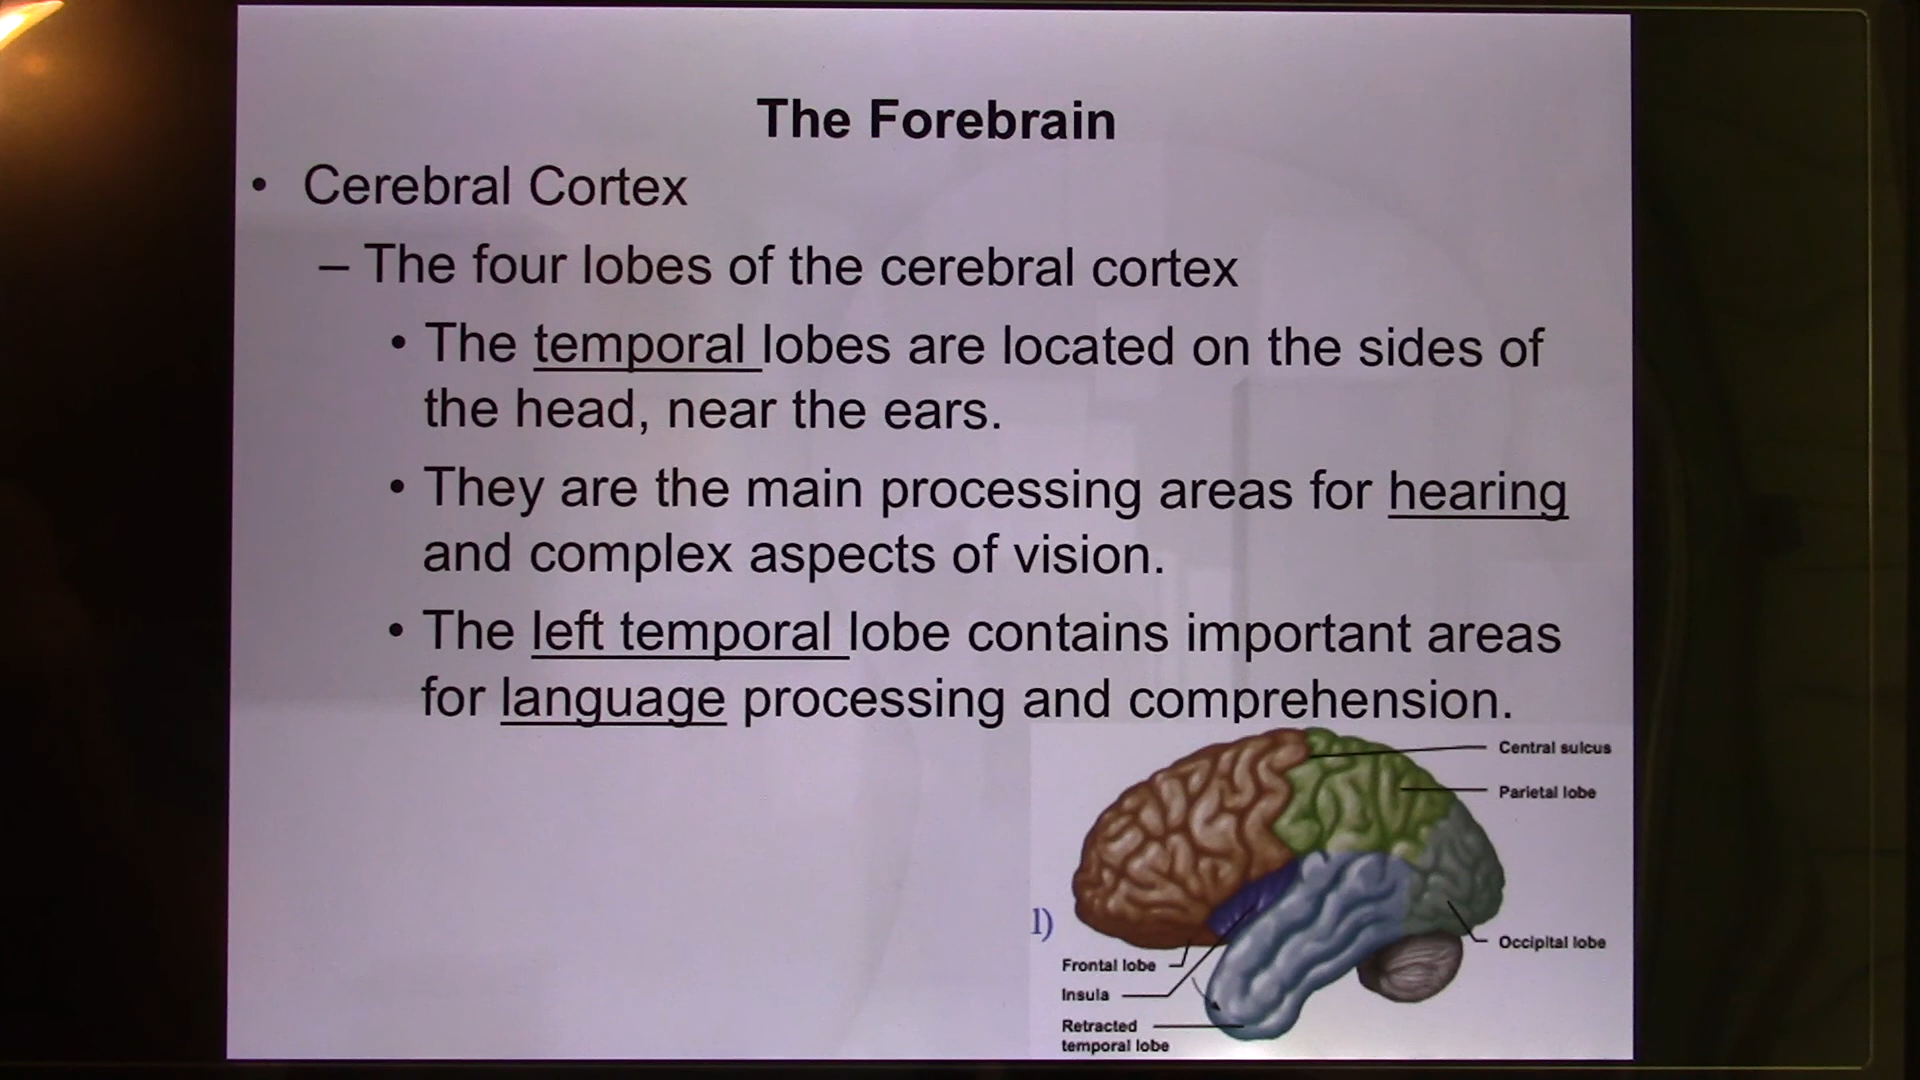 The Forebrain
• Cerebral Cortex
– The four lobes of the cerebral cortex
• The temporal lobes are located on the sides of
the head, near the ears.
• They are the main processing areas for hearing
and complex aspects of vision.
• The left temporal lobe contains important areas
for language processing and comprehension.
Central sulcus
Parietal lobe
l)
Occipital lobe
Frontal lobe
Insula
Retracted
temporal lobe